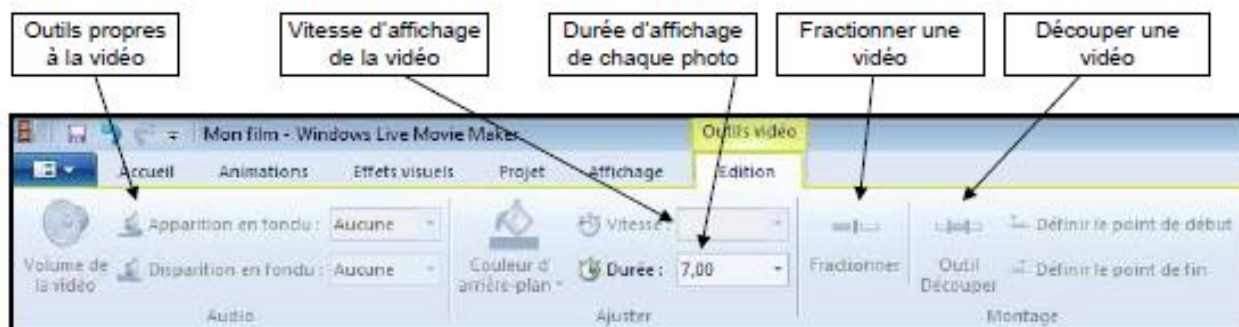 Outils propres
à la vidéo
Vitesse d'affichage
de la vidéo
Durée d'affichage
de chaque photo
Fractionner une
vidéo
Découper une
vidéo
Mon film - Windows Live Movie Maker
Outils vidéo
Accueil Animations Effets visuels Projet Affichage Edition
Apparition en fondu : Aucune
Vitesse :
Définir le point de début
Volume de
la vidéo
Disparition en fondu : Aucune
Couleur d'
arrière-plan
Durée : 7,00
Fractionner
Outil
Découper
Définir le point de fin
Audio Ajuster Montage